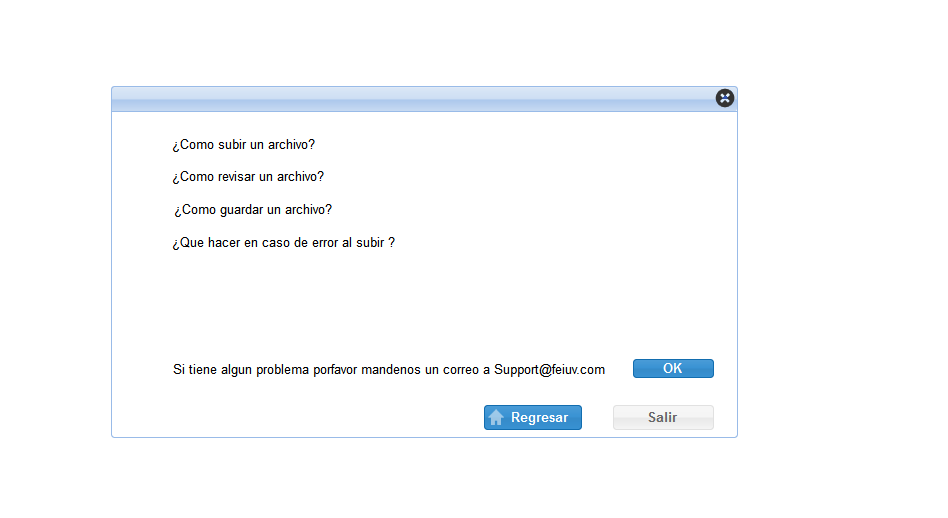 ¿Como subir un archivo?
¿Como revisar un archivo?
¿Como guardar un archivo?
¿Que hacer en caso de error al subir ?
Si tiene algun problema porfavor mandenos un correo a Support@feiuv.com
OK
Regresar
Salir